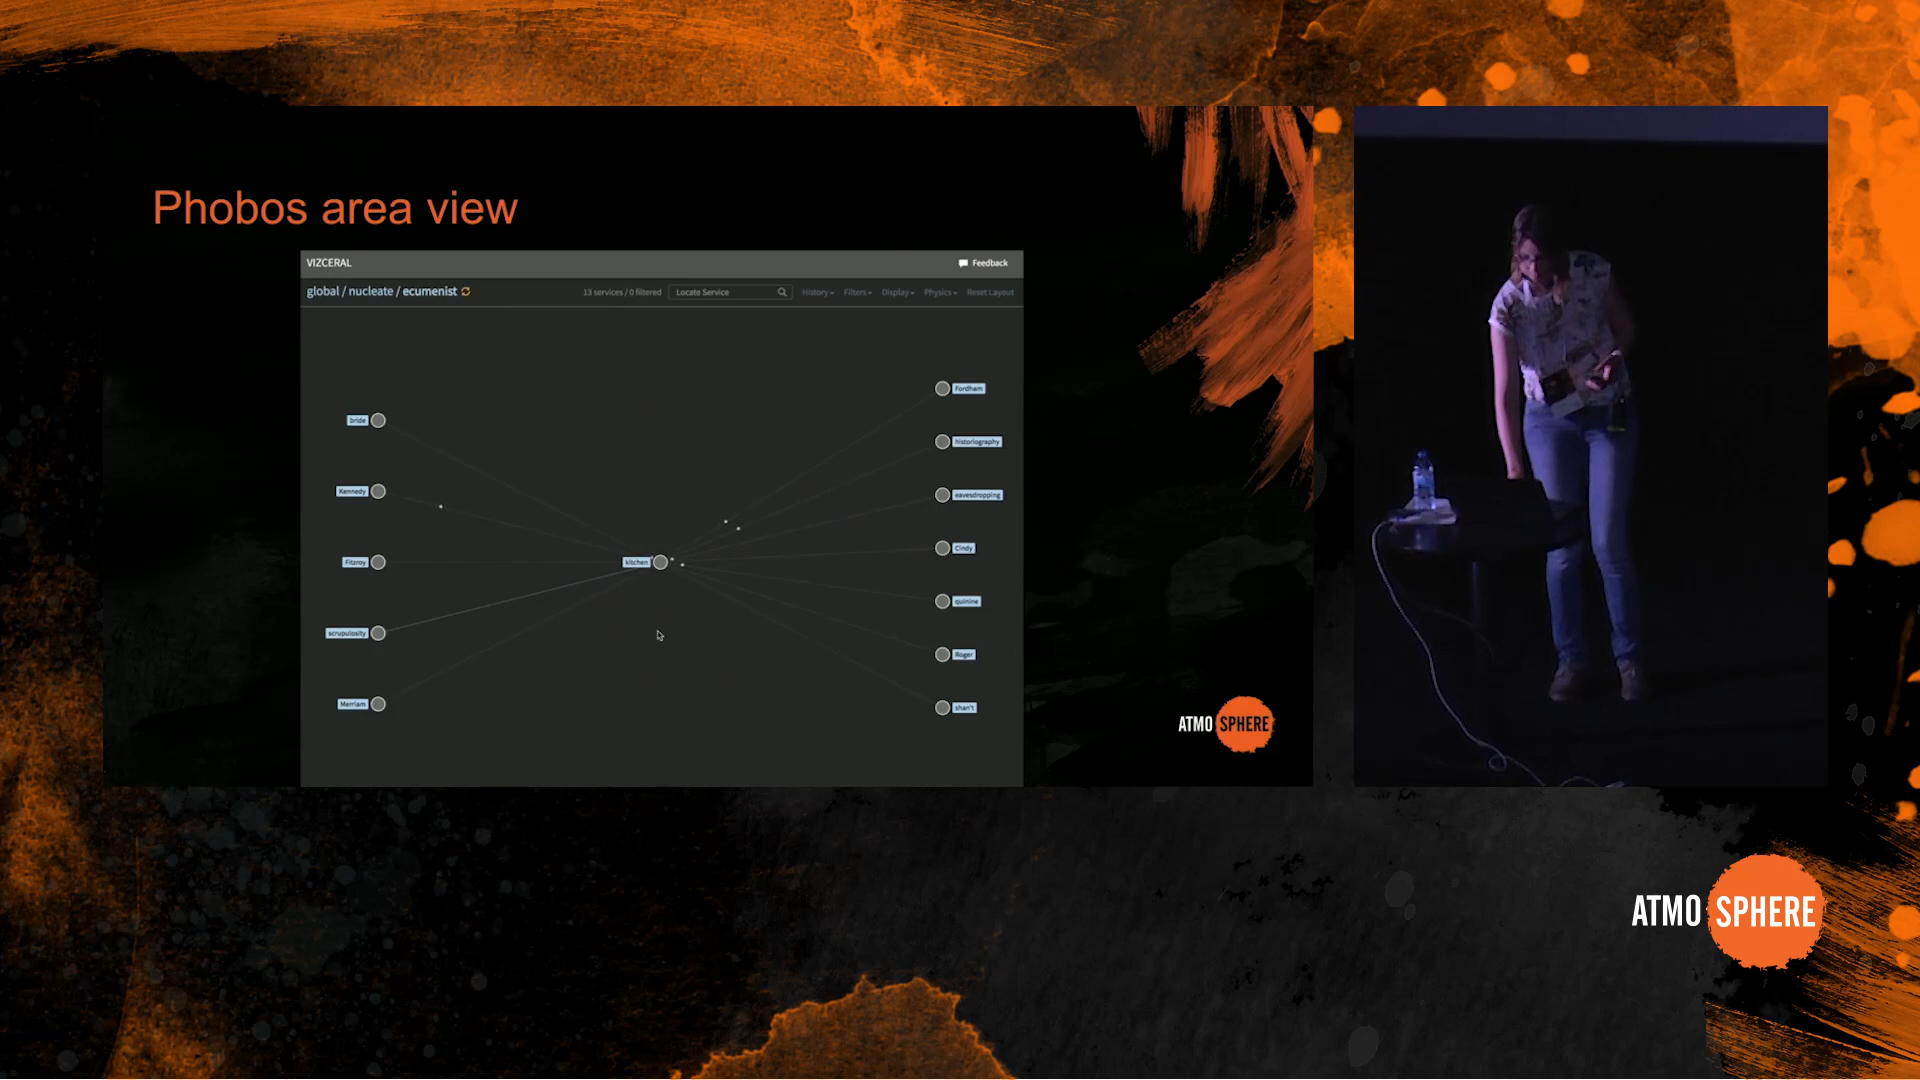 Phobos area view
VIZCERAL
Feedback
global / nucleate / ecumenist
13 services / 0 filtered
Locate Service
History
Filters
Display
Physics
Reset Layout
Fordham
bride
historiography
Kennedy
eavesdropping
Cindy
Fitzroy
kitchen
quinine
scrupulosity
Roger
Merriam
shan't
ATMO SPHERE
ATMO SPHERE